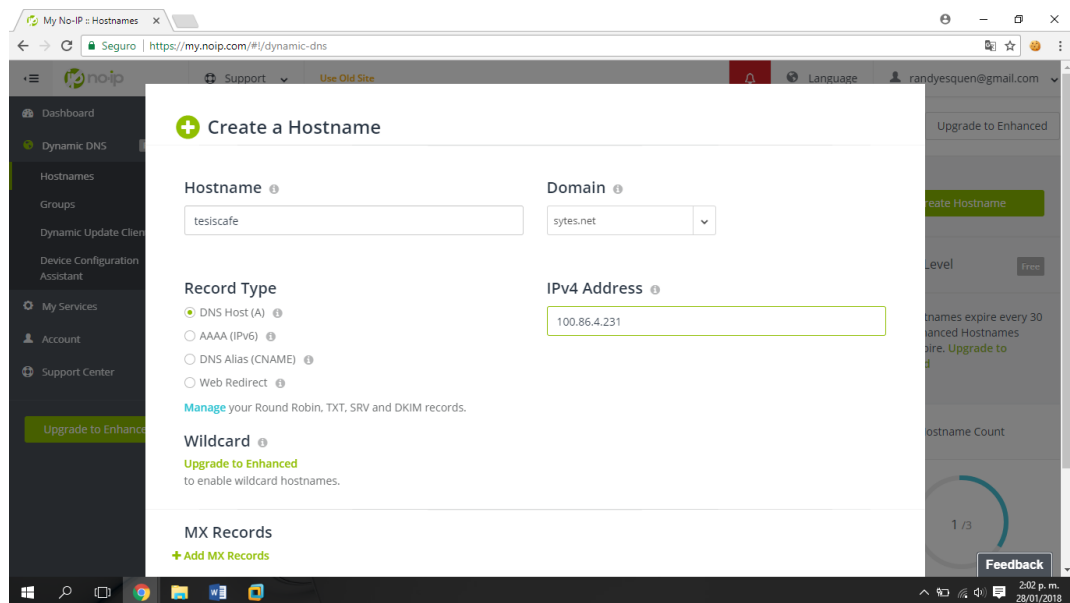 My No-IP :: Hostnames
Seguro | https://my.noip.com/#!/dynamic-dns
no-ip
Support
Use Old Site
Language
randyesquen@gmail.com
Dashboard
Dynamic DNS
Hostnames
Groups
Dynamic Update Clien
Device Configuration
Assistant
My Services
Account
Support Center
Upgrade to Enhance
Create a Hostname
Hostname
tesiscafe
Domain
sytes.net
Record Type
DNS Host (A)
AAAA (IPv6)
DNS Alias (CNAME)
Web Redirect
Manage your Round Robin, TXT, SRV and DKIM records.
IPv4 Address
100.86.4.231
Wildcard
Upgrade to Enhanced
to enable wildcard hostnames.
MX Records
+ Add MX Records
Upgrade to Enhanced
reate Hostname
Level
Free
tnames expire every 30
anced Hostnames
pire. Upgrade to
d
ostname Count
1 /3
Feedback
2:02 p. m.
28/01/2018